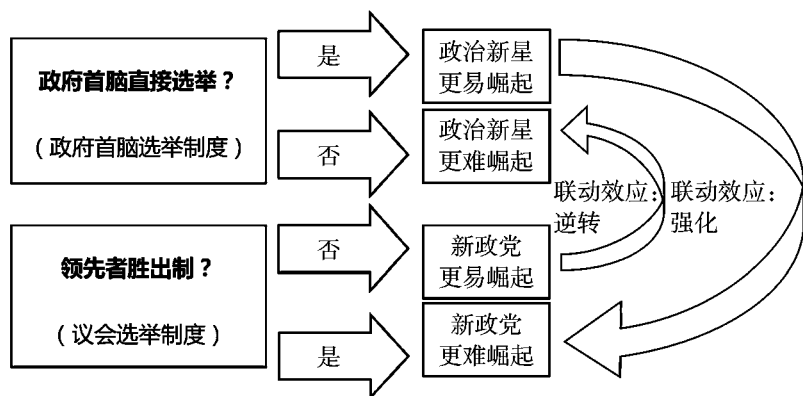 政府首脑直接选举？
（政府首脑选举制度）
是
否
政治新星
更易崛起
政治新星
更难崛起
领先者胜出制？
（议会选举制度）
否
是
新政党
更易崛起
新政党
更难崛起
联动效应：
逆转
联动效应：
强化